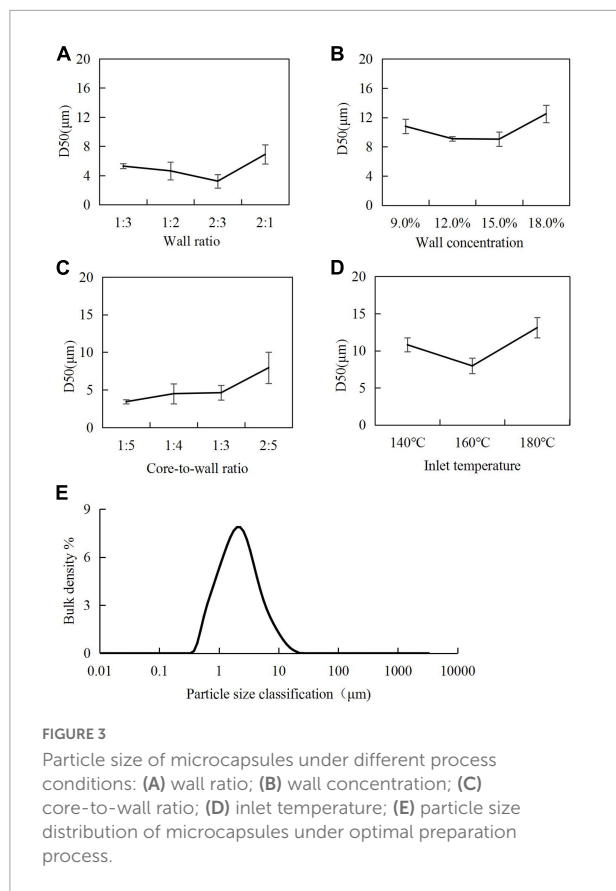 A
20
16
12
8
4
0
D50(μm)
1:3 1:2 2:3 2:1
Wall ratio
B
20
16
12
8
4
0
D50(μm)
9.0% 12.0% 15.0% 18.0%
Wall concentration
C
20
15
10
5
0
D50(μm)
1:5 1:4 1:3 2:5
Core-to-wall ratio
D
20
15
10
5
0
D50(μm)
140℃ 160℃ 180℃
Inlet temperature
E
9
6
3
0
Bulk density %
0.01 0.1 1 10 100 1000 10000
Particle size classification（μm)
FIGURE 3
Particle size of microcapsules under different process
conditions: (A) wall ratio; (B) wall concentration; (C)
core-to-wall ratio; (D) inlet temperature; (E) particle size
distribution of microcapsules under optimal preparation
process.